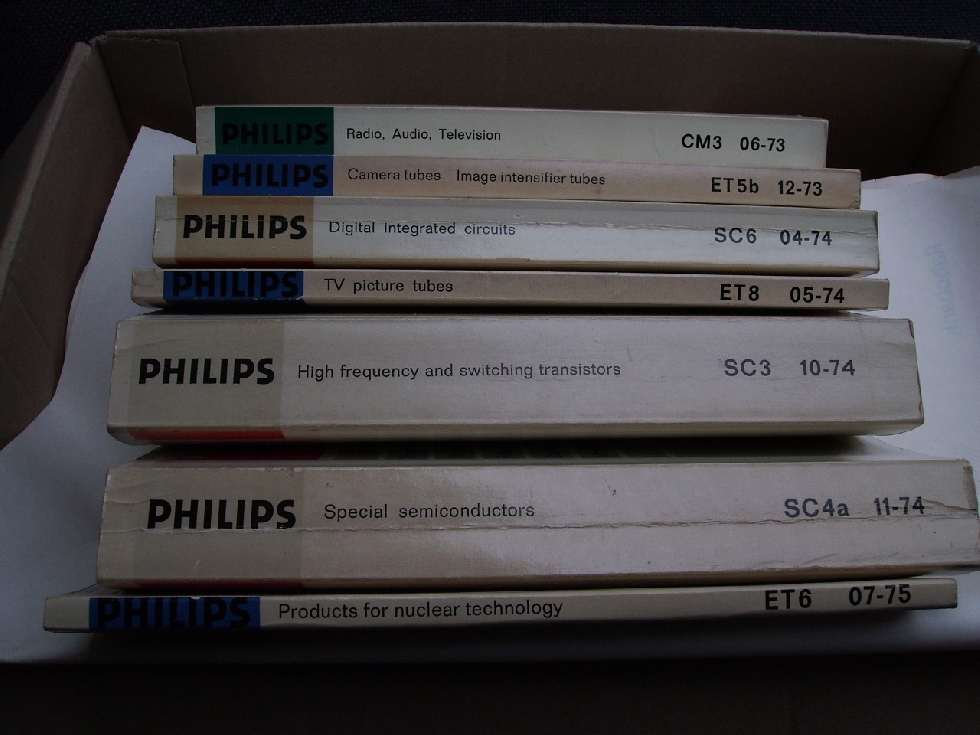 PHILIPS Radio, Audio, Television CM3 06-73
PHILIPS Camera tubes Image intensifier tubes ET5b 12-73
PHILIPS Digital Integrated circuits SC6 04-74
PHILIPS TV picture tubes ET8 05-74
PHILIPS High frequency and switching transistors SC3 10-74
PHILIPS Special semiconductors SC4a 11-74
PHILIPS Products for nuclear technology ET6 07-75